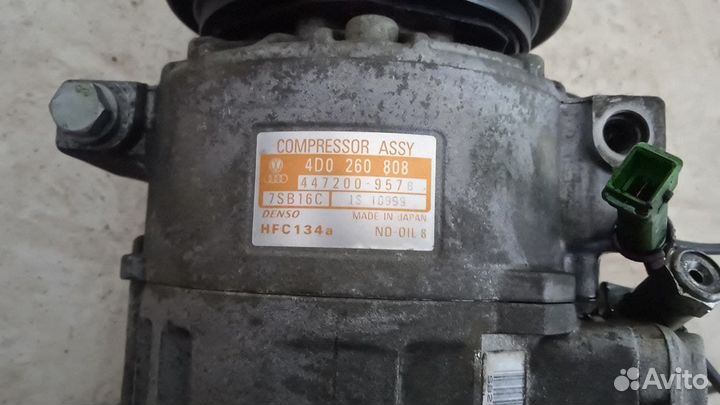 COMPRESSOR ASSY
4D0 260 808
447200-9578
7SB16C
DENSO MADE IN JAPAN
HFC134a ND-OIL 8
Avito